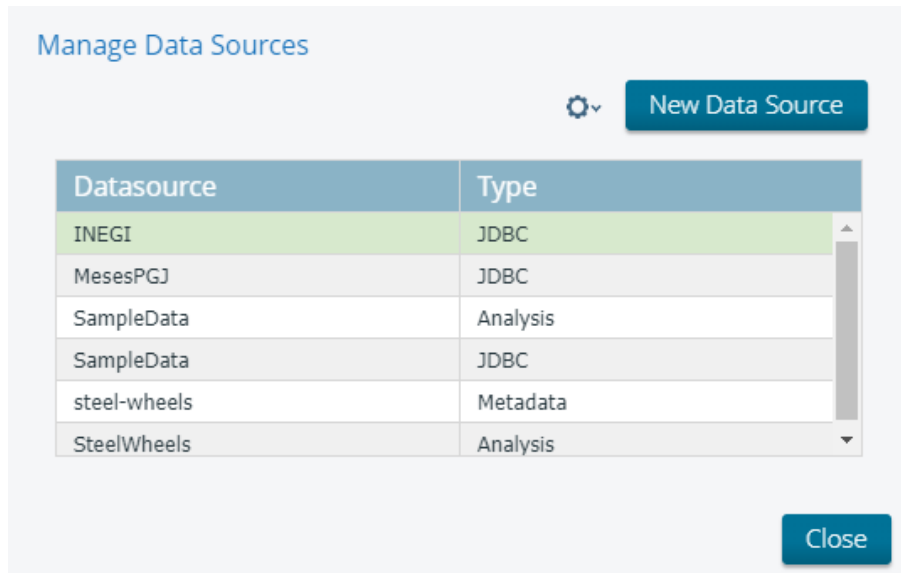 Manage Data Sources
New Data Source
Datasource Type
INEGI JDBC
MesesPGJ JDBC
SampleData Analysis
SampleData JDBC
steel-wheels Metadata
SteelWheels Analysis
Close